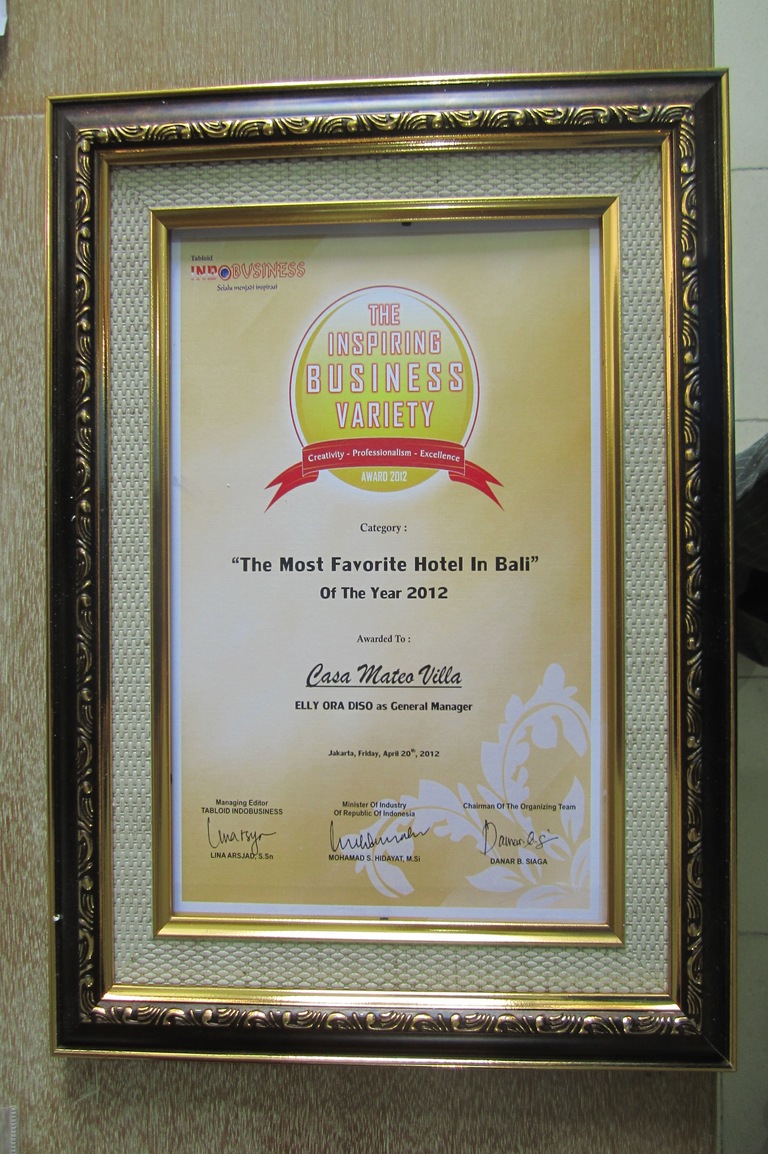 Tabloid
INDOBUSINESS
Selalu menjadi inspirasi
THE
INSPIRING
BUSINESS
VARIETY
Creativity - Professionalism - Excellence
AWARD 2012
Category :
“The Most Favorite Hotel In Bali”
Of The Year 2012
Awarded To :
Casa Mateo Villa
ELLY ORA DISO as General Manager
Jakarta, Friday, April 20th, 2012
Managing Editor
TABLOID INDOBUSINESS
LINA ARSJAD, S.Sn
Minister Of Industry
Of Republic Of Indonesia
MOHAMAD S. HIDAYAT, M.Si
Chairman Of The Organizing Team
DANAR B. SIAGA